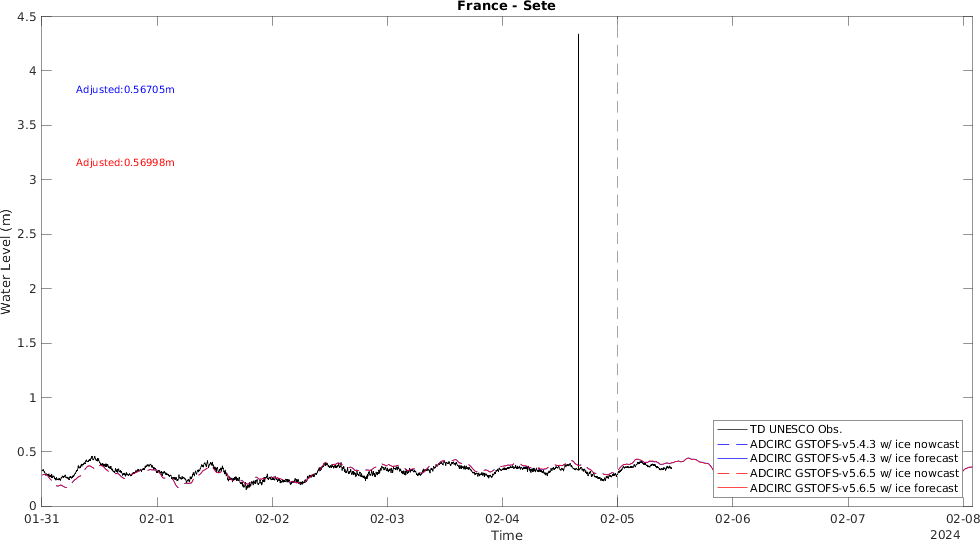 France - Sete
4.5
4
3.5
3
2.5
2
1.5
1
0.5
0
Water Level (m)
Adjusted:0.56705m
Adjusted:0.56998m
TD UNESCO Obs.
ADCIRC GSTOFS-v5.4.3 w/ ice nowcast
ADCIRC GSTOFS-v5.4.3 w/ ice forecast
ADCIRC GSTOFS-v5.6.5 w/ ice nowcast
ADCIRC GSTOFS-v5.6.5 w/ ice forecast
01-31 02-01 02-02 02-03 02-04 02-05 02-06 02-07 02-08
2024
Time